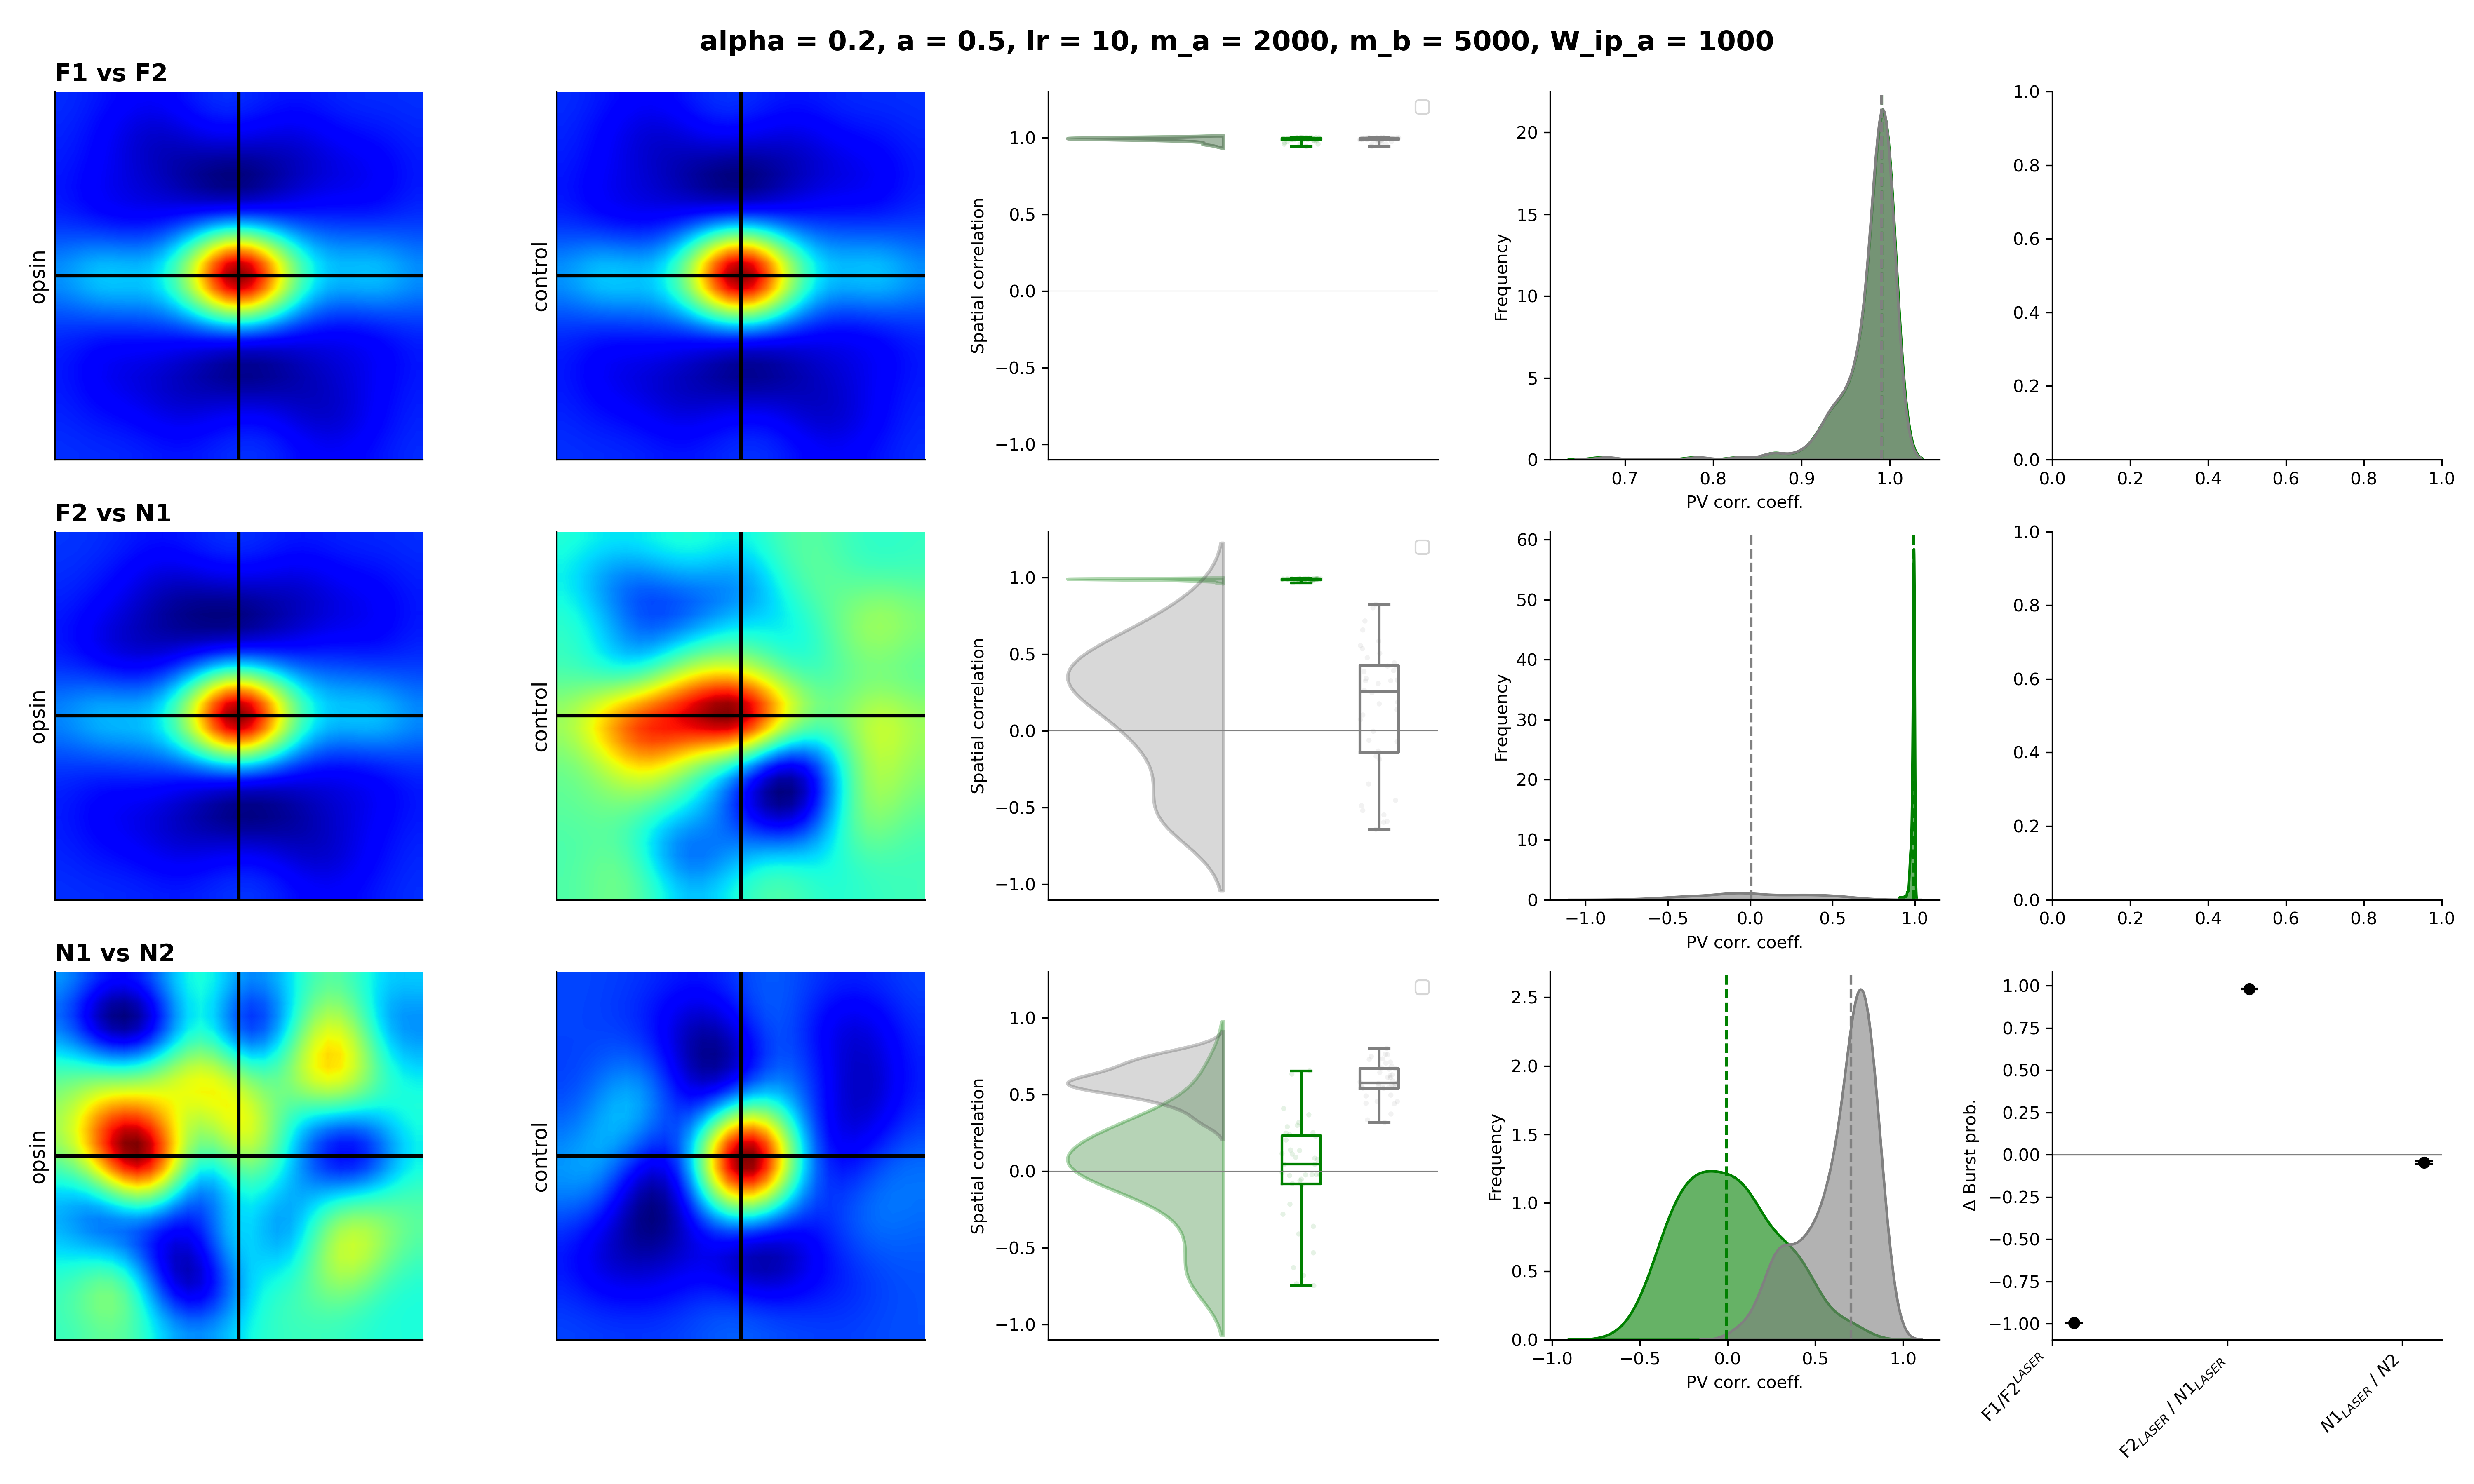 alpha = 0.2, a = 0.5, lr = 10, m_a = 2000, m_b = 5000, W_ip_a = 1000
F1 vs F2
opsin
control
Spatial correlation
1.0
0.5
0.0
−0.5
−1.0
Frequency
20
15
10
5
0
0.7 0.8 0.9 1.0
PV corr. coeff.
1.0
0.8
0.6
0.4
0.2
0.0
0.0 0.2 0.4 0.6 0.8 1.0
F2 vs N1
opsin
control
Spatial correlation
1.0
0.5
0.0
−0.5
−1.0
Frequency
60
50
40
30
20
10
0
−1.0 −0.5 0.0 0.5 1.0
PV corr. coeff.
1.0
0.8
0.6
0.4
0.2
0.0
0.0 0.2 0.4 0.6 0.8 1.0
N1 vs N2
opsin
control
Spatial correlation
1.0
0.5
0.0
−0.5
−1.0
Frequency
2.5
2.0
1.5
1.0
0.5
0.0
−1.0 −0.5 0.0 0.5 1.0
PV corr. coeff.
Δ Burst prob.
1.00
0.75
0.50
0.25
0.00
−0.25
−0.50
−0.75
−1.00
F1/F2^LASER
F2_LASER / N1_LASER
N1_LASER / N2